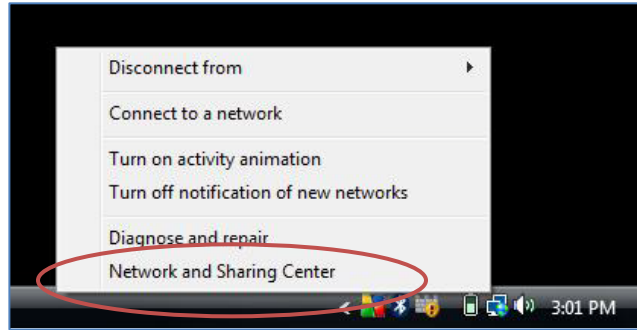 Disconnect from
Connect to a network
Turn on activity animation
Turn off notification of new networks
Diagnose and repair
Network and Sharing Center
3:01 PM